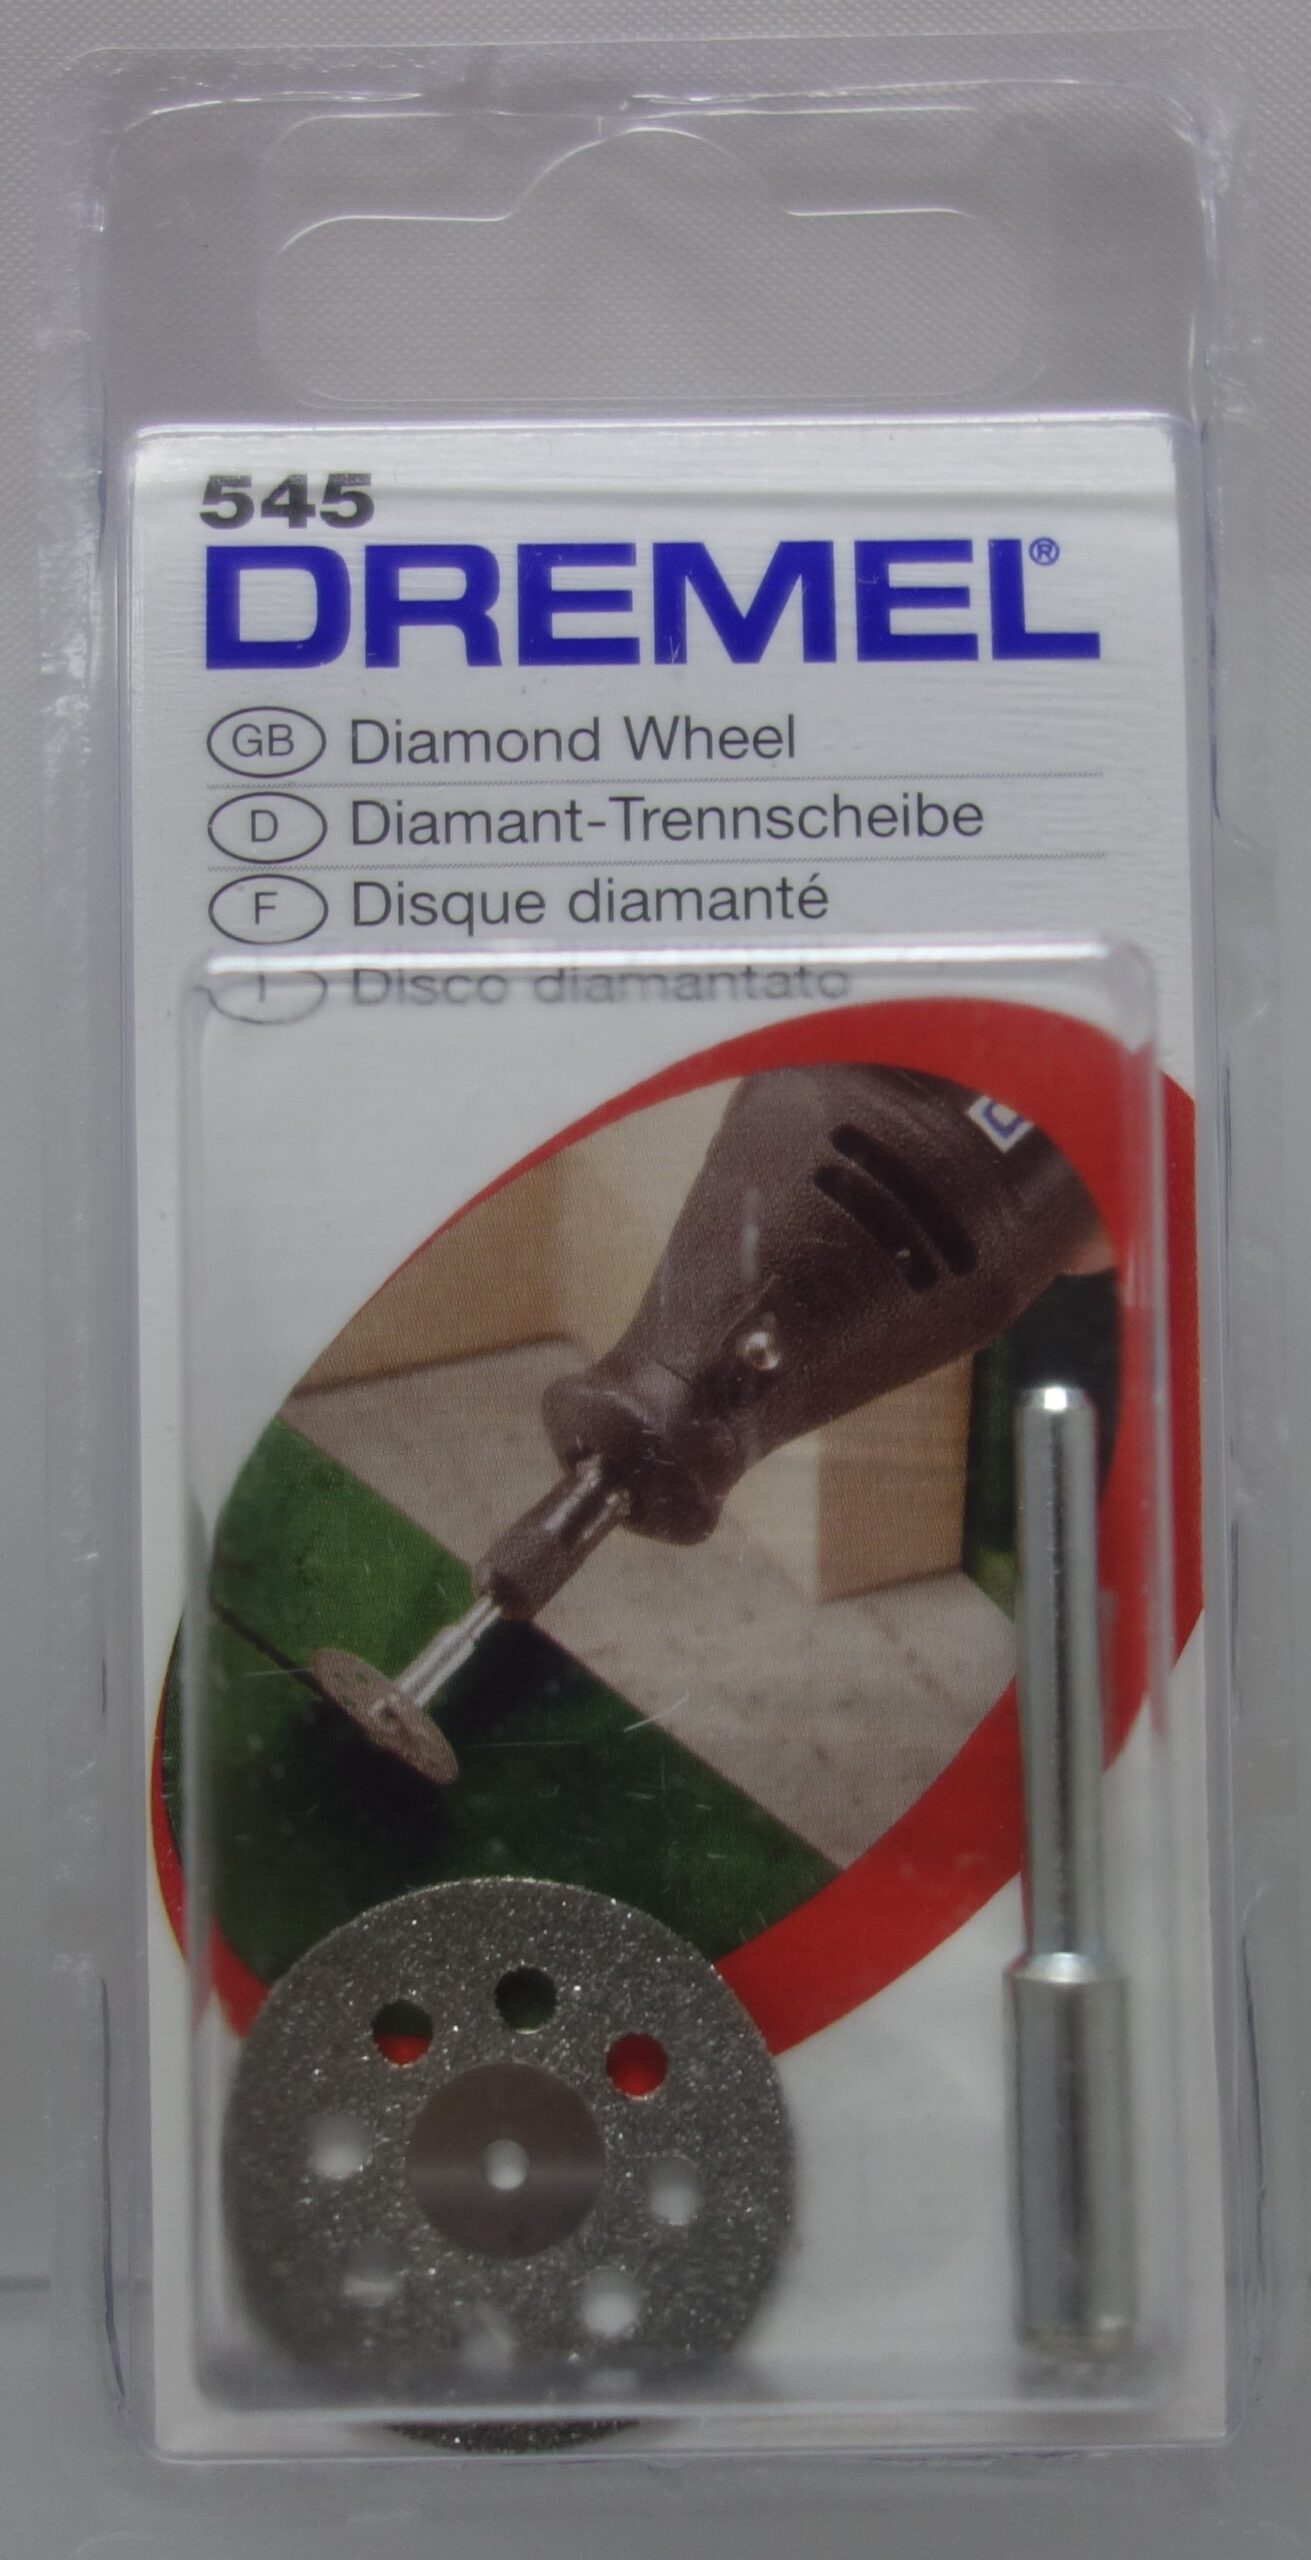 545
DREMEL®
GB Diamond Wheel
D Diamant-Trennscheibe
F Disque diamanté
I Disco diamantato